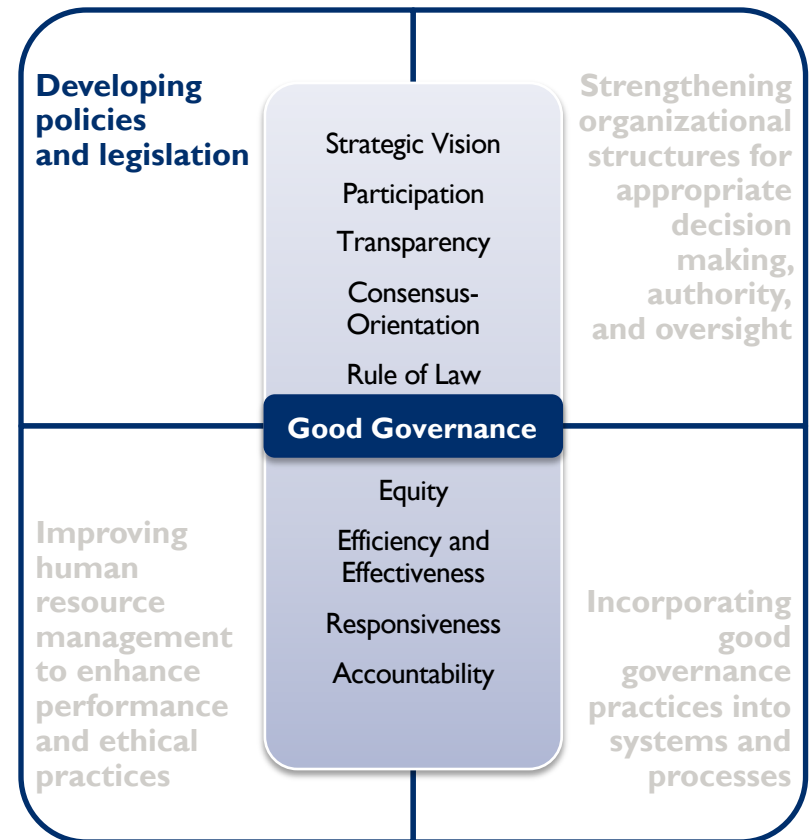 Developing
policies
and legislation
Strengthening
organizational
structures for
appropriate
decision
making,
authority,
and oversight
Strategic Vision
Participation
Transparency
Consensus-
Orientation
Rule of Law
Good Governance
Equity
Efficiency and
Effectiveness
Responsiveness
Accountability
Improving
human
resource
management
to enhance
performance
and ethical
practices
Incorporating
good
governance
practices into
systems and
processes